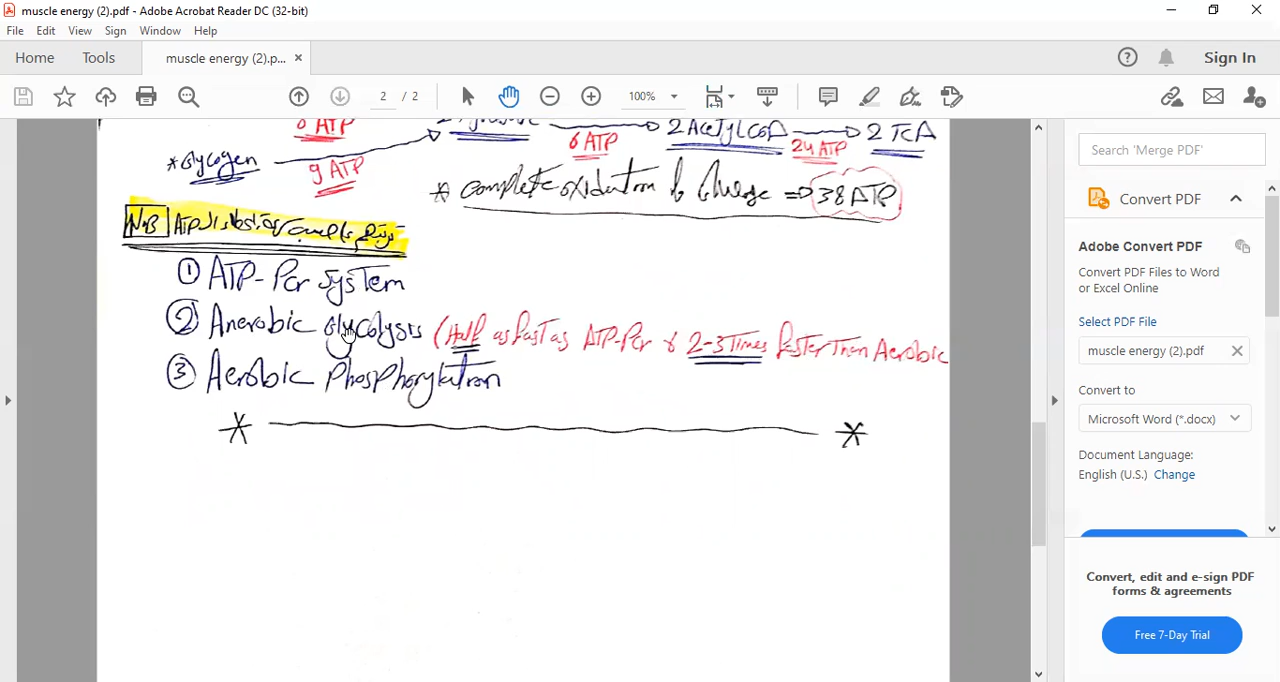 muscle energy (2).pdf - Adobe Acrobat Reader DC (32-bit)
File Edit View Sign Window Help
Home Tools muscle energy (2).p... Sign In
2 / 2 100%
8 ATP
6 ATP
2 Acetyl CoA
24 ATP
2 TCA
*Glycogen
9 ATP
* complete oxidation
=> 38 ATP
N.B
① ATP-Pcr System
② Anerobic Glycolysis (Half as fast as ATP-Pcr & 2-3 Times faster Then Aerobic
③ Aerobic Phosphorylation
Search 'Merge PDF'
Convert PDF
Adobe Convert PDF
Convert PDF Files to Word
or Excel Online
Select PDF File
muscle energy (2).pdf
Convert to
Microsoft Word (*.docx)
Document Language:
English (U.S.) Change
Convert, edit and e-sign PDF
forms & agreements
Free 7-Day Trial